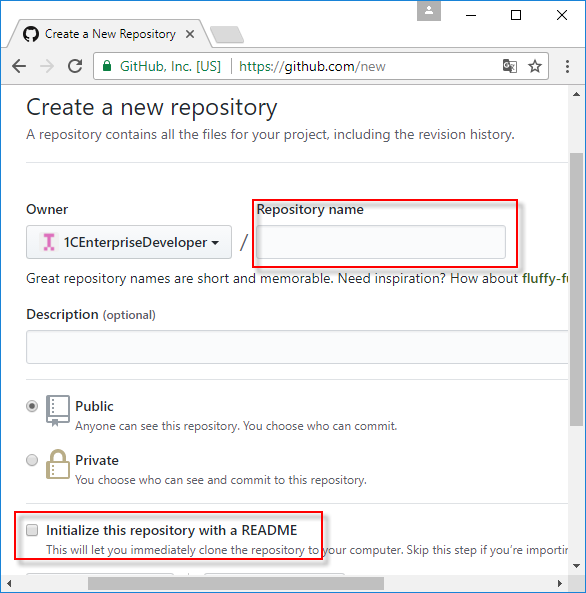 Create a New Repository
GitHub, Inc. [US] https://github.com/new
Create a new repository
A repository contains all the files for your project, including the revision history.
Owner Repository name
1CEnterpriseDeveloper /
Great repository names are short and memorable. Need inspiration? How about fluffy-fu
Description (optional)
Public
Anyone can see this repository. You choose who can commit.
Private
You choose who can see and commit to this repository.
Initialize this repository with a README
This will let you immediately clone the repository to your computer. Skip this step if you're importin